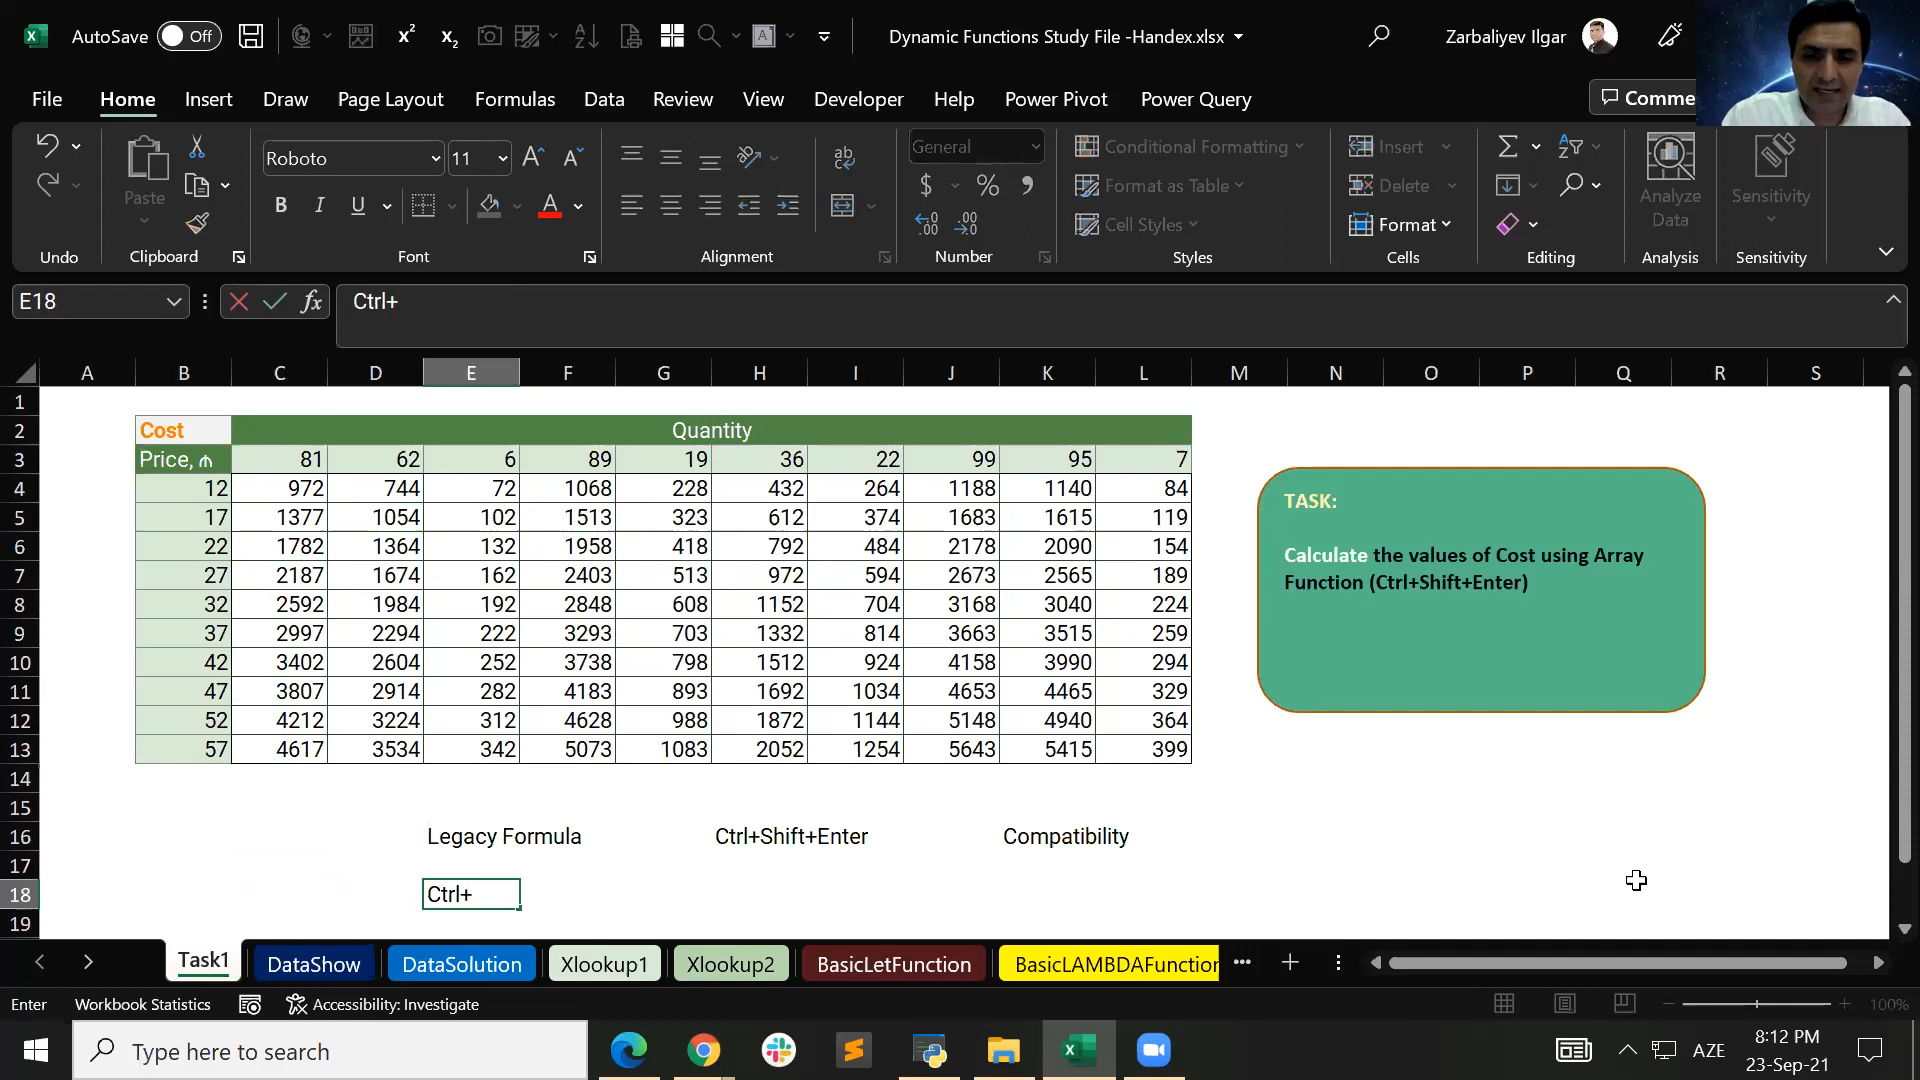 AutoSave Off Dynamic Functions Study File -Handex.xlsx Zarbaliyev Ilgar
File Home Insert Draw Page Layout Formulas Data Review View Developer Help Power Pivot Power Query Comme
Paste Roboto 11 General Conditional Formatting Insert Analyze Data Sensitivity
Format as Table Delete
Cell Styles Format
Undo Clipboard Font Alignment Number Styles Cells Editing Analysis Sensitivity
E18 fx Ctrl+
A B C D E F G H I J K L M N O P Q R S
1
2 Cost Quantity
3 Price, ₼ 81 62 6 89 19 36 22 99 95 7
4 12 972 744 72 1068 228 432 264 1188 1140 84
5 17 1377 1054 102 1513 323 612 374 1683 1615 119
6 22 1782 1364 132 1958 418 792 484 2178 2090 154
7 27 2187 1674 162 2403 513 972 594 2673 2565 189
8 32 2592 1984 192 2848 608 1152 704 3168 3040 224
9 37 2997 2294 222 3293 703 1332 814 3663 3515 259
10 42 3402 2604 252 3738 798 1512 924 4158 3990 294
11 47 3807 2914 282 4183 893 1692 1034 4653 4465 329
12 52 4212 3224 312 4628 988 1872 1144 5148 4940 364
13 57 4617 3534 342 5073 1083 2052 1254 5643 5415 399
14
15
16 Legacy Formula Ctrl+Shift+Enter Compatibility
17
18 Ctrl+
19
TASK:
Calculate the values of Cost using Array
Function (Ctrl+Shift+Enter)
Task1 DataShow DataSolution Xlookup1 Xlookup2 BasicLetFunction BasicLAMBDAFunction
Enter Workbook Statistics Accessibility: Investigate 100%
Type here to search AZE 8:12 PM
23-Sep-21